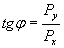 tgφ = P_y / P_x